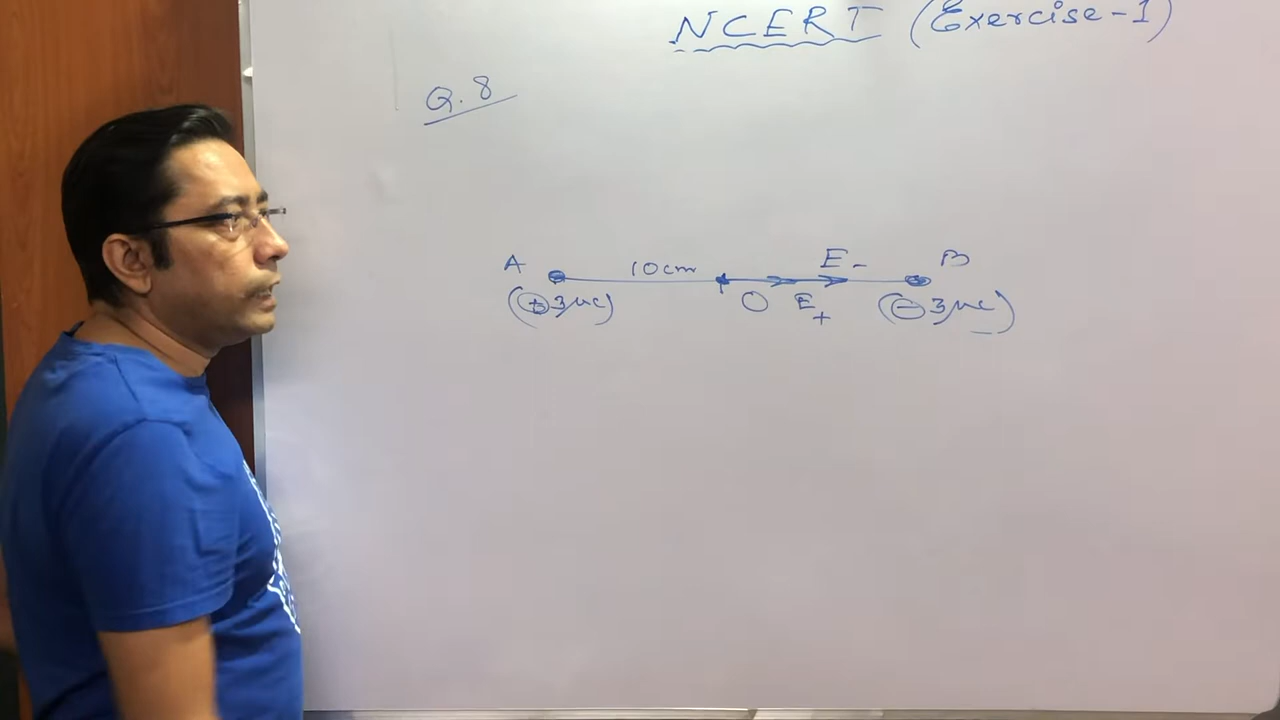 NCERT (Exercise-1)
Q. 8
A 10cm E- B
(+3μc) O E+ (-3μc)